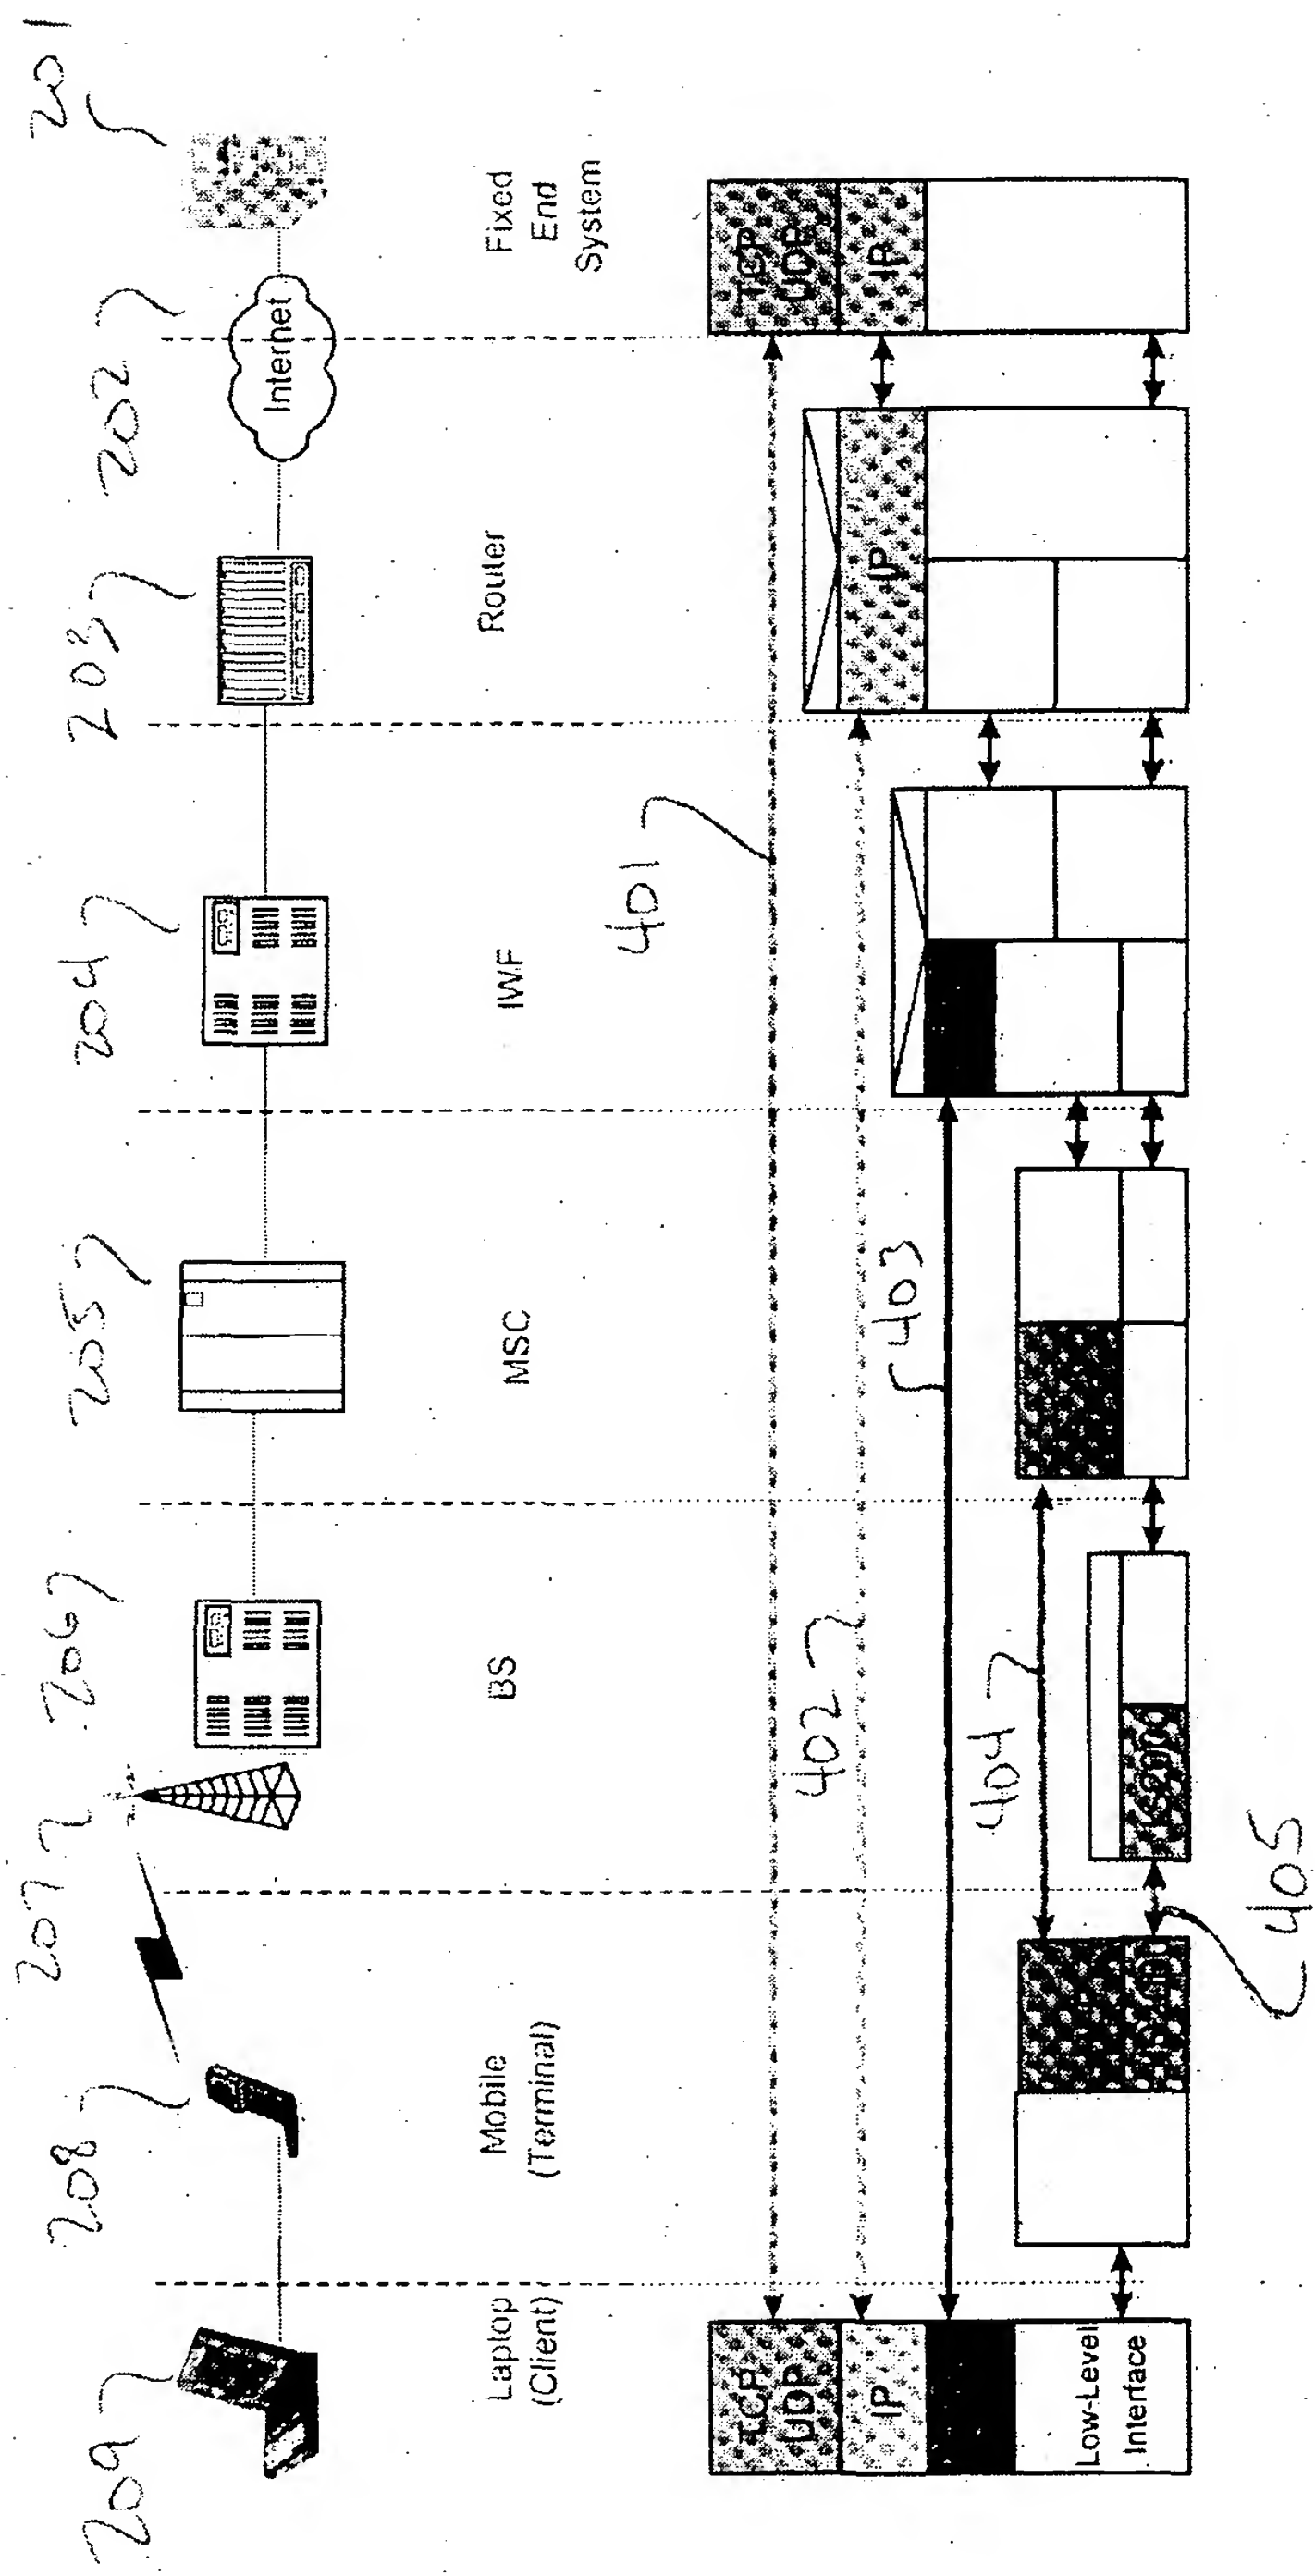 209
208
207
206
205
204
203
202
201
Internet
Laptop
(Client)
Mobile
(Terminal)
BS
MSC
IWF
Router
Fixed
End
System
401
402
403
404
405
TCP
UDP
IP
Low-Level
Interface
IS2000
IP
TCP
UDP
IP